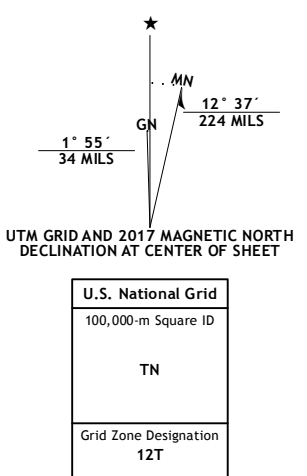 ★
MN
GN
12° 37´
224 MILS
1° 55´
34 MILS
UTM GRID AND 2017 MAGNETIC NORTH
DECLINATION AT CENTER OF SHEET
U.S. National Grid
100,000-m Square ID
TN
Grid Zone Designation
12T